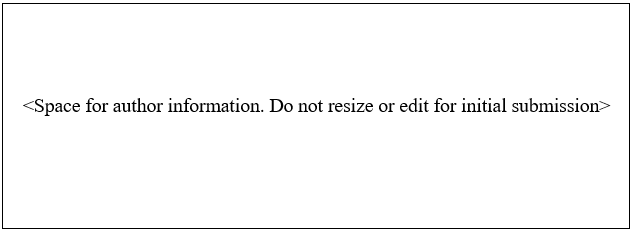 <Space for author information. Do not resize or edit for initial submission>